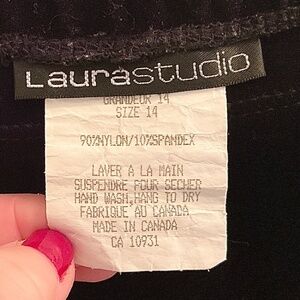 Laurastudio
GRANDEUR 14
SIZE 14
90%NYLON/10%SPANDEX
LAVER A LA MAIN
SUSPENDRE POUR SECHER
HAND WASH,HANG TO DRY
FABRIQUE AU CANADA
MADE IN CANADA
CA 10931